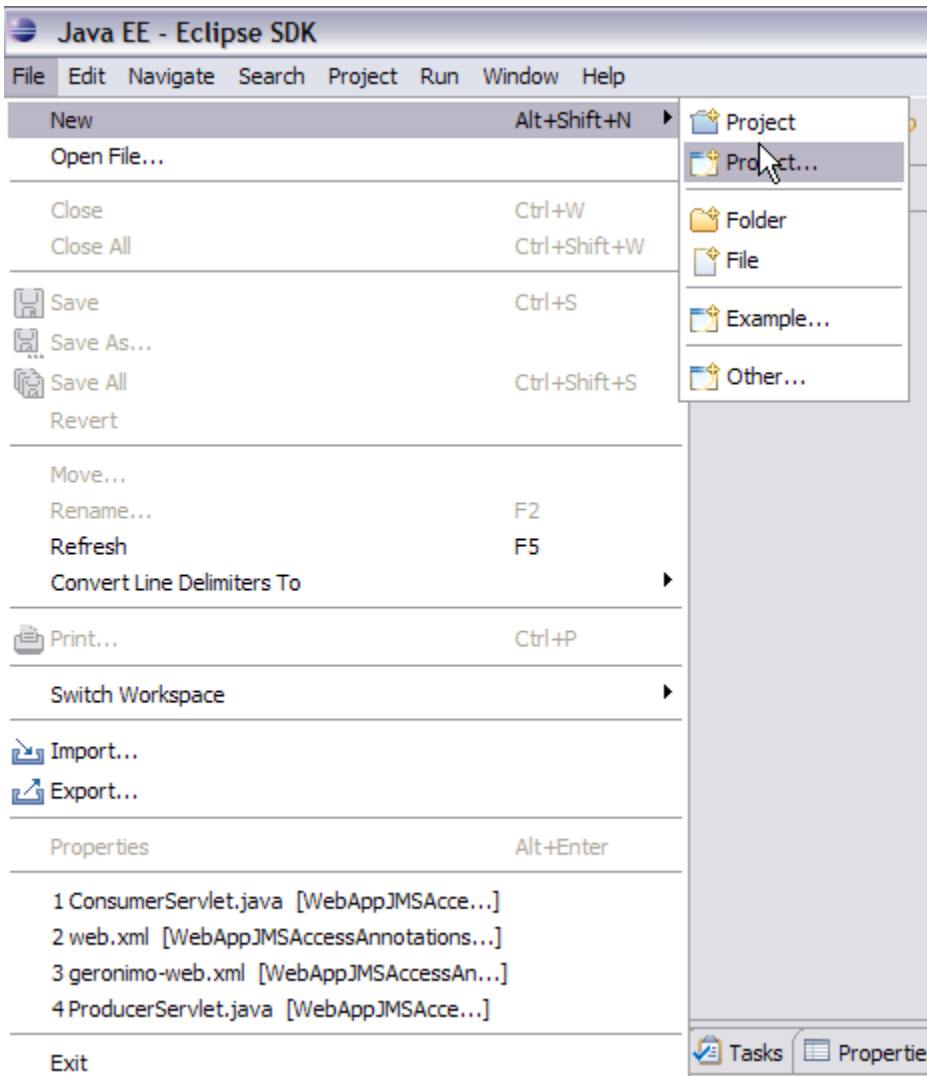 Java EE - Eclipse SDK
File Edit Navigate Search Project Run Window Help
New Alt+Shift+N
Open File...
Close Ctrl+W
Close All Ctrl+Shift+W
Save Ctrl+S
Save As...
Save All Ctrl+Shift+S
Revert
Move...
Rename... F2
Refresh F5
Convert Line Delimiters To
Print... Ctrl+P
Switch Workspace
Import...
Export...
Properties Alt+Enter
1 ConsumerServlet.java [WebAppJMSAcce...]
2 web.xml [WebAppJMSAccessAnnotations...]
3 geronimo-web.xml [WebAppJMSAccessAn...]
4 ProducerServlet.java [WebAppJMSAcce...]
Exit
Project
Project...
Folder
File
Example...
Other...
Tasks Propertie